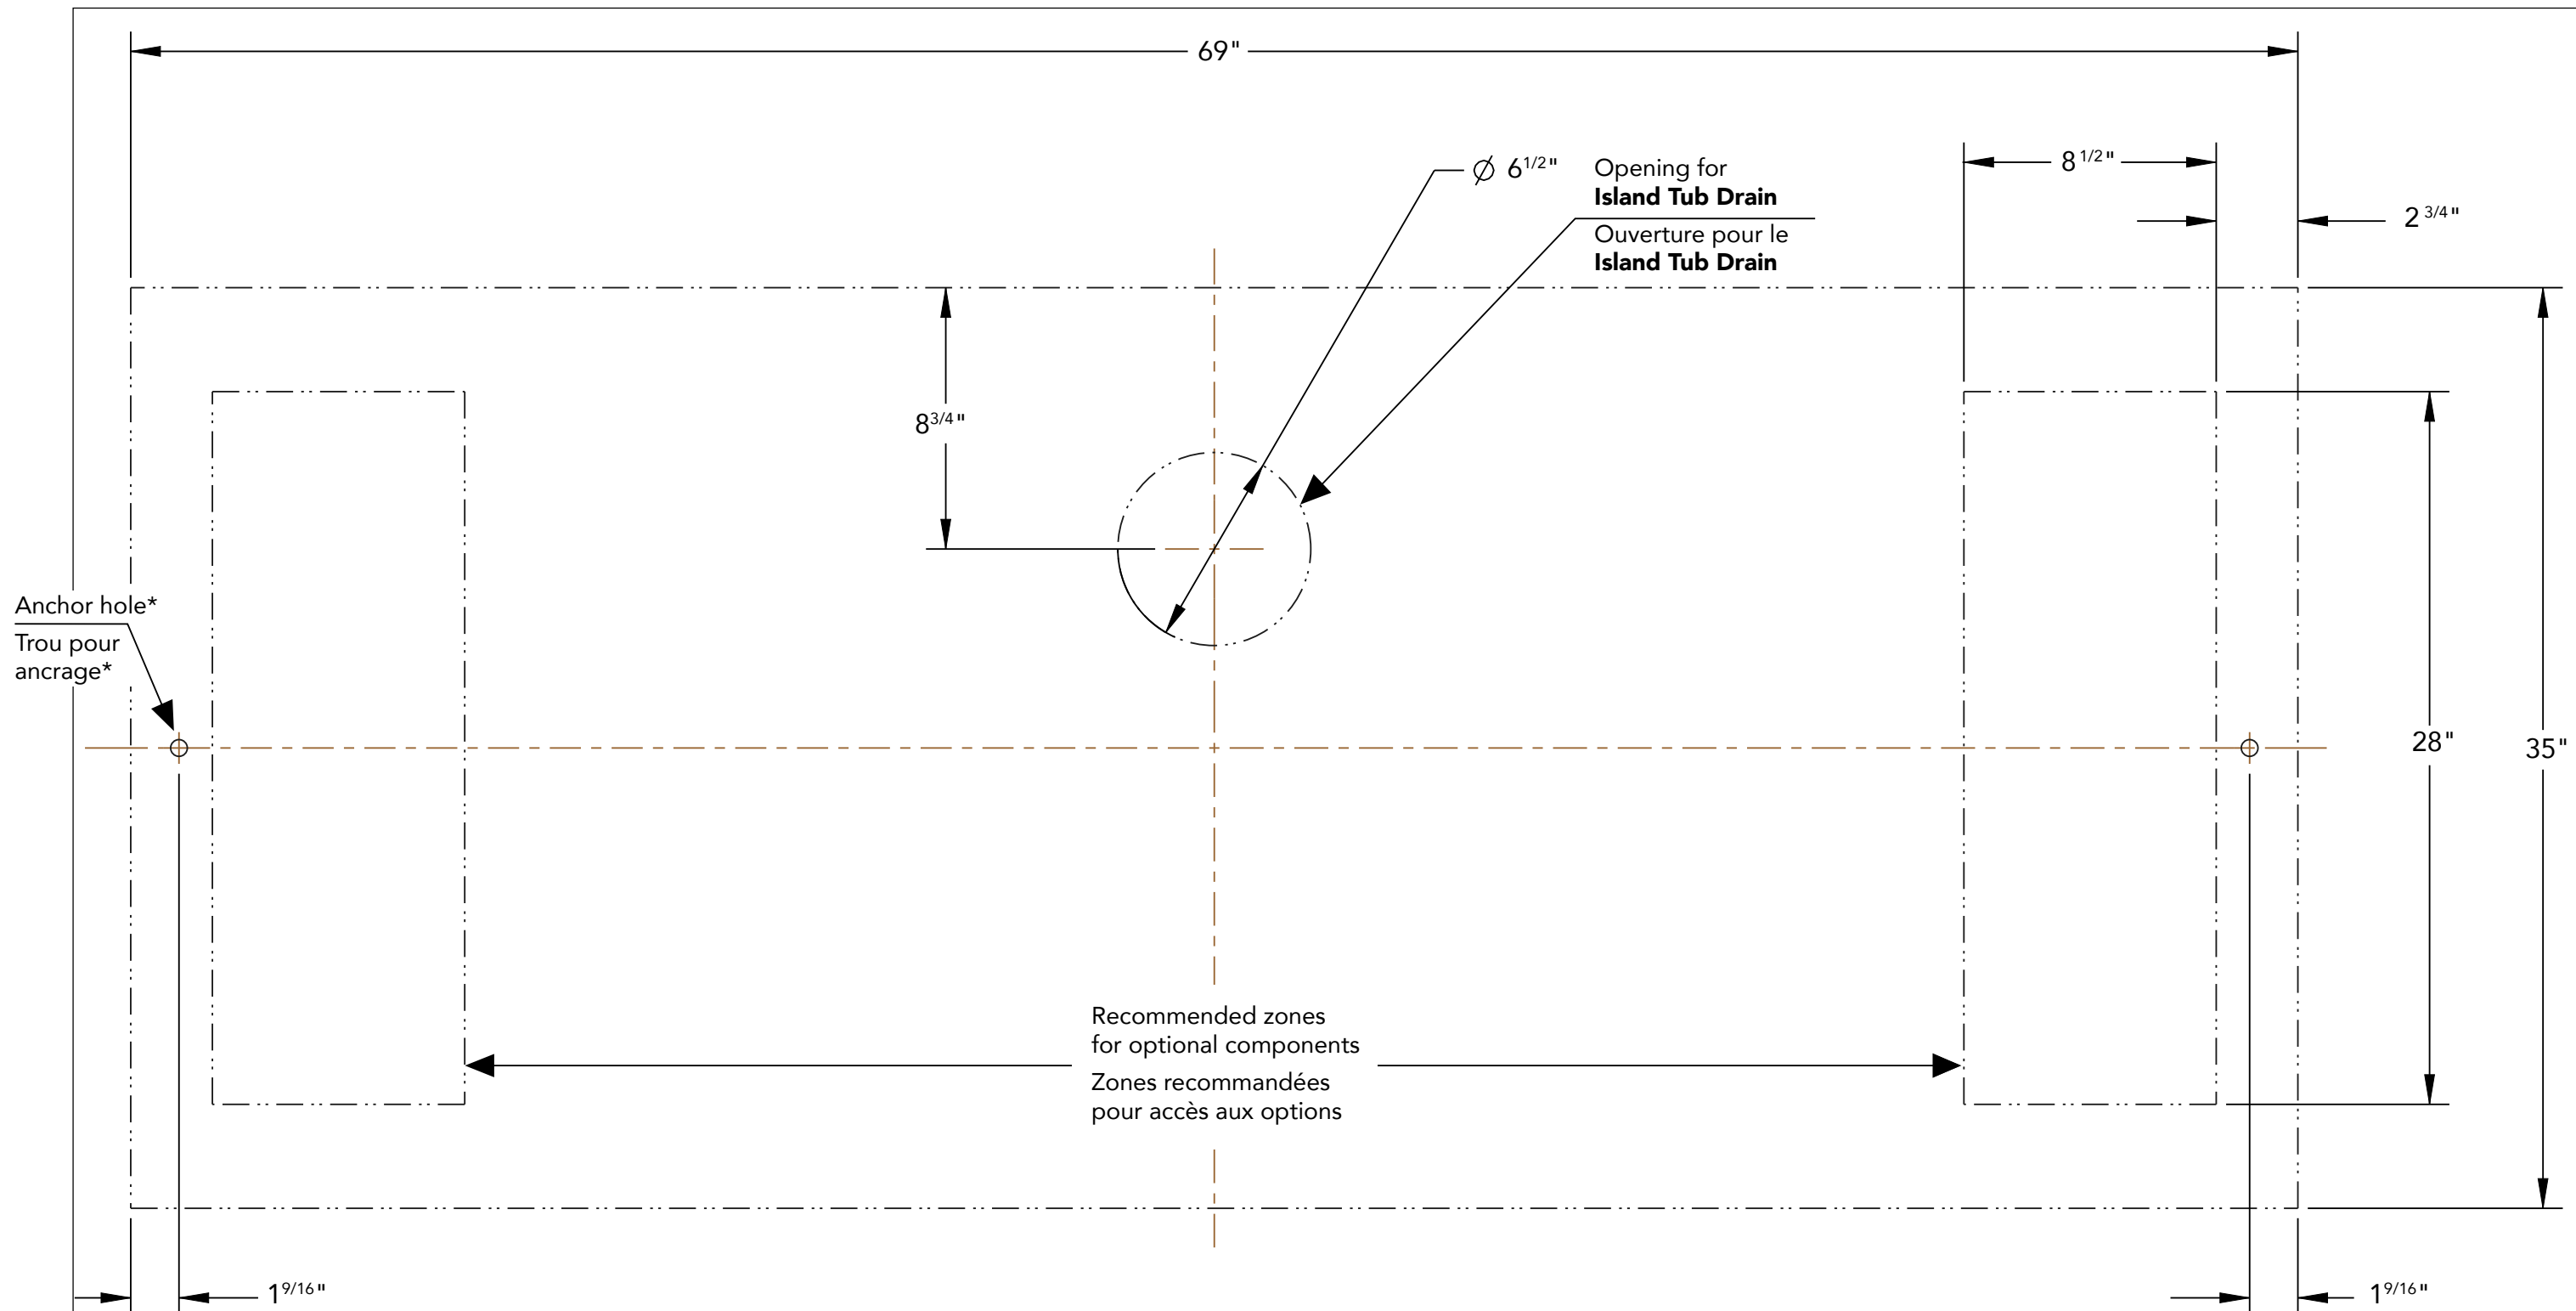 69"
Ø 6 1/2"
Opening for
Island Tub Drain
Ouverture pour le
Island Tub Drain
8 1/2"
2 3/4"
8 3/4"
Anchor hole*
Trou pour
ancrage*
28"
35"
Recommended zones
for optional components
Zones recommandées
pour accès aux options
1 9/16"
1 9/16"